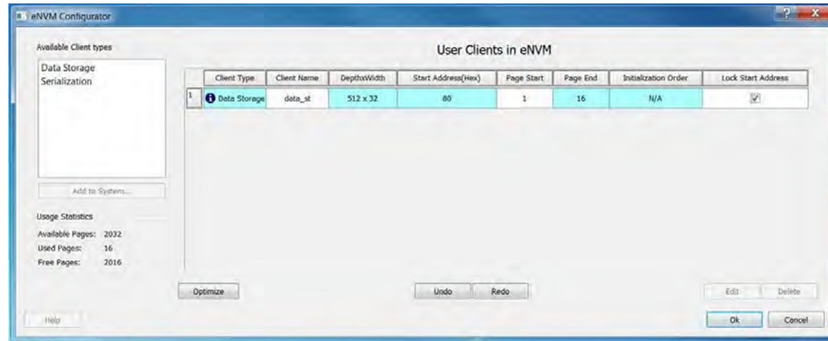 eNVM Configurator
Available Client types
User Clients in eNVM
Data Storage
Serialization
Client Type Client Name DepthxWidth Start Address(Hex) Page Start Page End Initialization Order Lock Start Address
1 Data Storage data_st 512 x 32 80 1 16 N/A
Add to System...
Usage Statistics
Available Pages: 2032
Used Pages: 16
Free Pages: 2016
Optimize Undo Redo Edit Delete
Help Ok Cancel